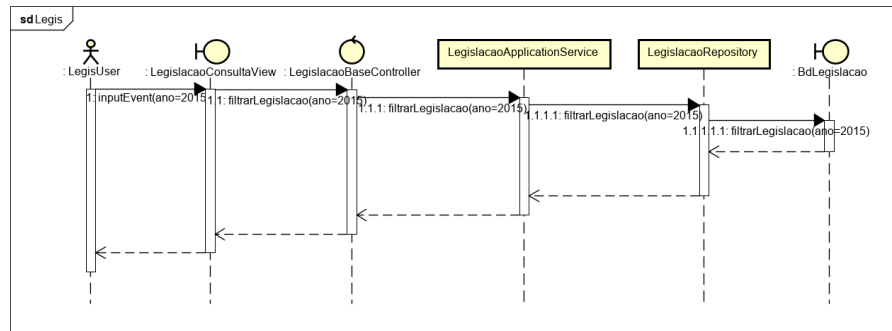 sd Legis
: LegisUser
: LegislacaoConsultaView
: LegislacaoBaseController
LegislacaoApplicationService
LegislacaoRepository
: BdLegislacao
1: inputEvent(ano=2015
1.1: filtrarLegislacao(ano=2015)
1.1.1: filtrarLegislacao(ano=2015)
1.1.1.1: filtrarLegislacao(ano=2015)
1.1.1.1.1: filtrarLegislacao(ano=2015)